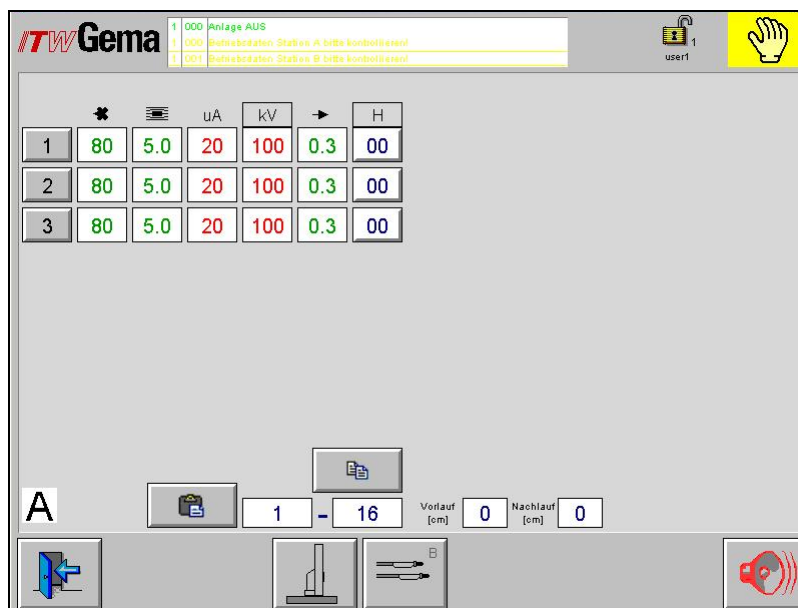 ITWGema
1 000 Anlage AUS
1 000 Betriebsdaten Station A bitte kontrollieren!
1 001 Betriebsdaten Station B bitte kontrollieren!
1
user1
uA kV H
1 80 5.0 20 100 0.3 00
2 80 5.0 20 100 0.3 00
3 80 5.0 20 100 0.3 00
A
1 - 16
Vorlauf [cm] 0 Nachlauf [cm] 0
B